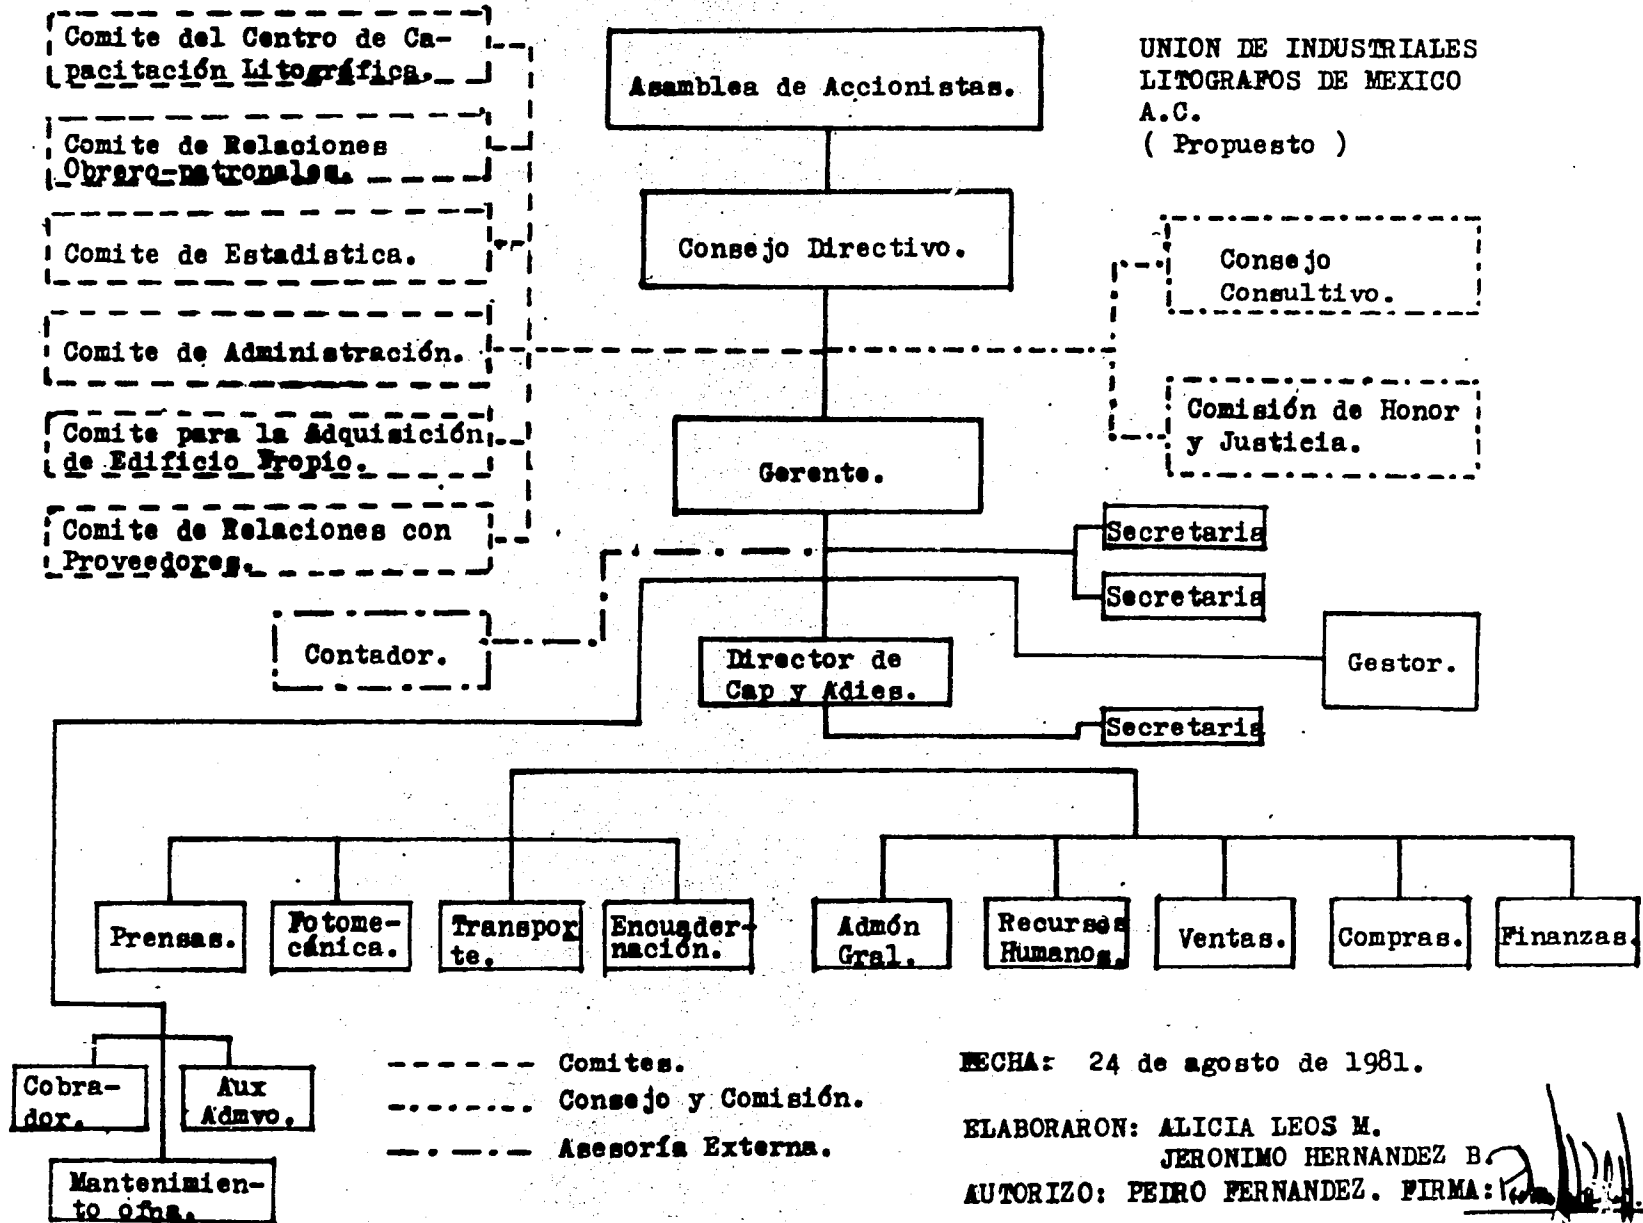 Comite del Centro de Ca-
pacitación Litográfica.
Comite de Relaciones
Obrero-patronales.
Comite de Estadistica.
Comite de Administración.
Comite para la Adquisición
de Edificio Propio.
Comite de Relaciones con
Proveedores.
Asamblea de Accionistas.
UNION DE INDUSTRIALES
LITOGRAFOS DE MEXICO
A.C.
( Propuesto )
Consejo Directivo.
Consejo
Consultivo.
Comisión de Honor
y Justicia.
Gerente.
Secretaria
Secretaria
Contador.
Director de
Cap y Adies.
Gestor.
Secretaria
Prensas.
Fotome-
cánica.
Transpor
te.
Encuader-
nación.
Admón
Gral.
Recursos
Humanos.
Ventas.
Compras.
Finanzas.
Cobra-
dor.
Aux
Admvo.
Mantenimien-
to ofna.
Comites.
Consejo y Comisión.
Asesoría Externa.
FECHA: 24 de agosto de 1981.
ELABORARON: ALICIA LEOS M.
JERONIMO HERNANDEZ B.
AUTORIZO: PEDRO FERNANDEZ. FIRMA: